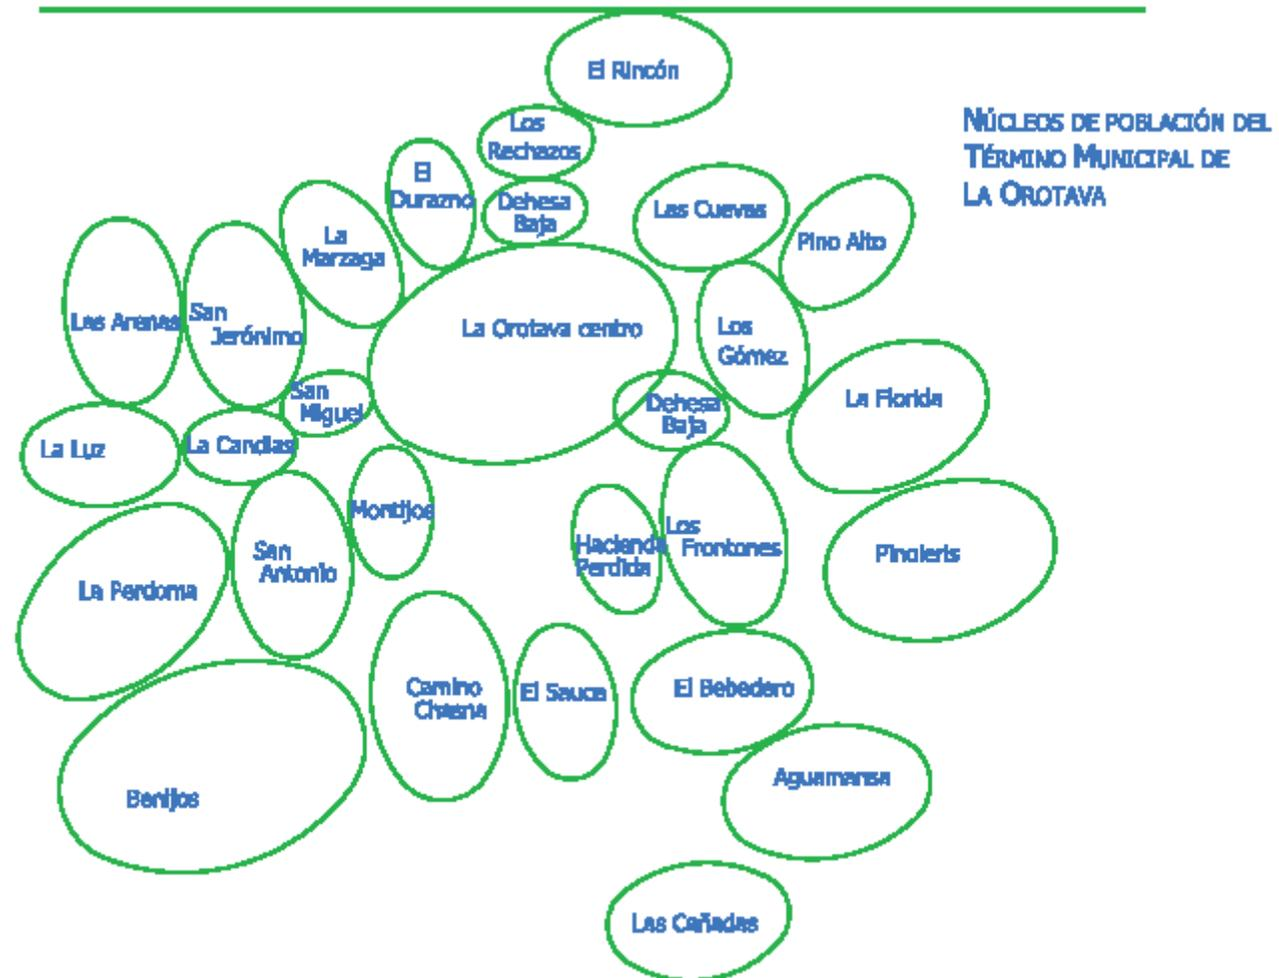 El Rincón
NÚCLEOS DE POBLACIÓN DEL
TÉRMINO MUNICIPAL DE
LA OROTAVA
Los
Rechazos
El
Durazno
Dehesa
Baja
Las Cuevas
Pino Alto
La
Marzaga
Las Arenas
San
Jerónimo
La Orotava centro
Los
Gómez
San
Miguel
Dehesa
Baja
La Florida
La Luz
La Candias
Montijos
San
Antonio
Hacienda
Perdida
Los
Frontones
Pinoleris
La Perdoma
Camino
Chasna
El Sauce
El Bebedero
Aguamansa
Benijos
Las Cañadas